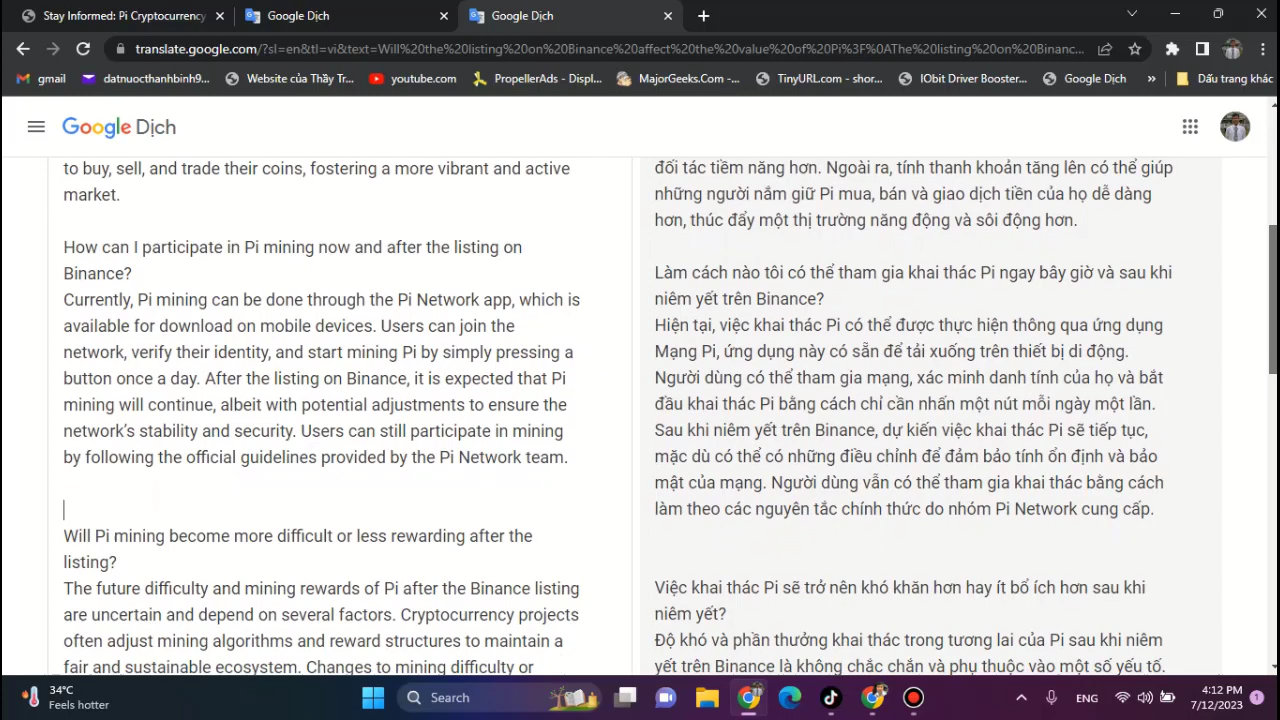 Stay Informed: Pi Cryptocurrency
Google Dịch
Google Dịch
translate.google.com/?sl=en&tl=vi&text=Will%20the%20listing%20on%20Binance%20affect%20the%20value%20of%20Pi%3F%0AThe%20listing%20on%20Binanc...
gmail
datnuocthanhbinh9...
Website của Thầy Tr...
youtube.com
PropellerAds - Displ...
MajorGeeks.Com -...
TinyURL.com - shor...
IObit Driver Booster...
Google Dịch
»
Dấu trang khác
Google Dịch
to buy, sell, and trade their coins, fostering a more vibrant and active
market.
How can I participate in Pi mining now and after the listing on
Binance?
Currently, Pi mining can be done through the Pi Network app, which is
available for download on mobile devices. Users can join the
network, verify their identity, and start mining Pi by simply pressing a
button once a day. After the listing on Binance, it is expected that Pi
mining will continue, albeit with potential adjustments to ensure the
network's stability and security. Users can still participate in mining
by following the official guidelines provided by the Pi Network team.
Will Pi mining become more difficult or less rewarding after the
listing?
The future difficulty and mining rewards of Pi after the Binance listing
are uncertain and depend on several factors. Cryptocurrency projects
often adjust mining algorithms and reward structures to maintain a
fair and sustainable ecosystem. Changes to mining difficulty or
đối tác tiềm năng hơn. Ngoài ra, tính thanh khoản tăng lên có thể giúp
những người nắm giữ Pi mua, bán và giao dịch tiền của họ dễ dàng
hơn, thúc đẩy một thị trường năng động và sôi động hơn.
Làm cách nào tôi có thể tham gia khai thác Pi ngay bây giờ và sau khi
niêm yết trên Binance?
Hiện tại, việc khai thác Pi có thể được thực hiện thông qua ứng dụng
Mạng Pi, ứng dụng này có sẵn để tải xuống trên thiết bị di động.
Người dùng có thể tham gia mạng, xác minh danh tính của họ và bắt
đầu khai thác Pi bằng cách chỉ cần nhấn một nút mỗi ngày một lần.
Sau khi niêm yết trên Binance, dự kiến việc khai thác Pi sẽ tiếp tục,
mặc dù có thể có những điều chỉnh để đảm bảo tính ổn định và bảo
mật của mạng. Người dùng vẫn có thể tham gia khai thác bằng cách
làm theo các nguyên tắc chính thức do nhóm Pi Network cung cấp.
Việc khai thác Pi sẽ trở nên khó khăn hơn hay ít bổ ích hơn sau khi
niêm yết?
Độ khó và phần thưởng khai thác trong tương lai của Pi sau khi niêm
yết trên Binance là không chắc chắn và phụ thuộc vào một số yếu tố.
34°C
Feels hotter
Search
ENG
4:12 PM
7/12/2023
1